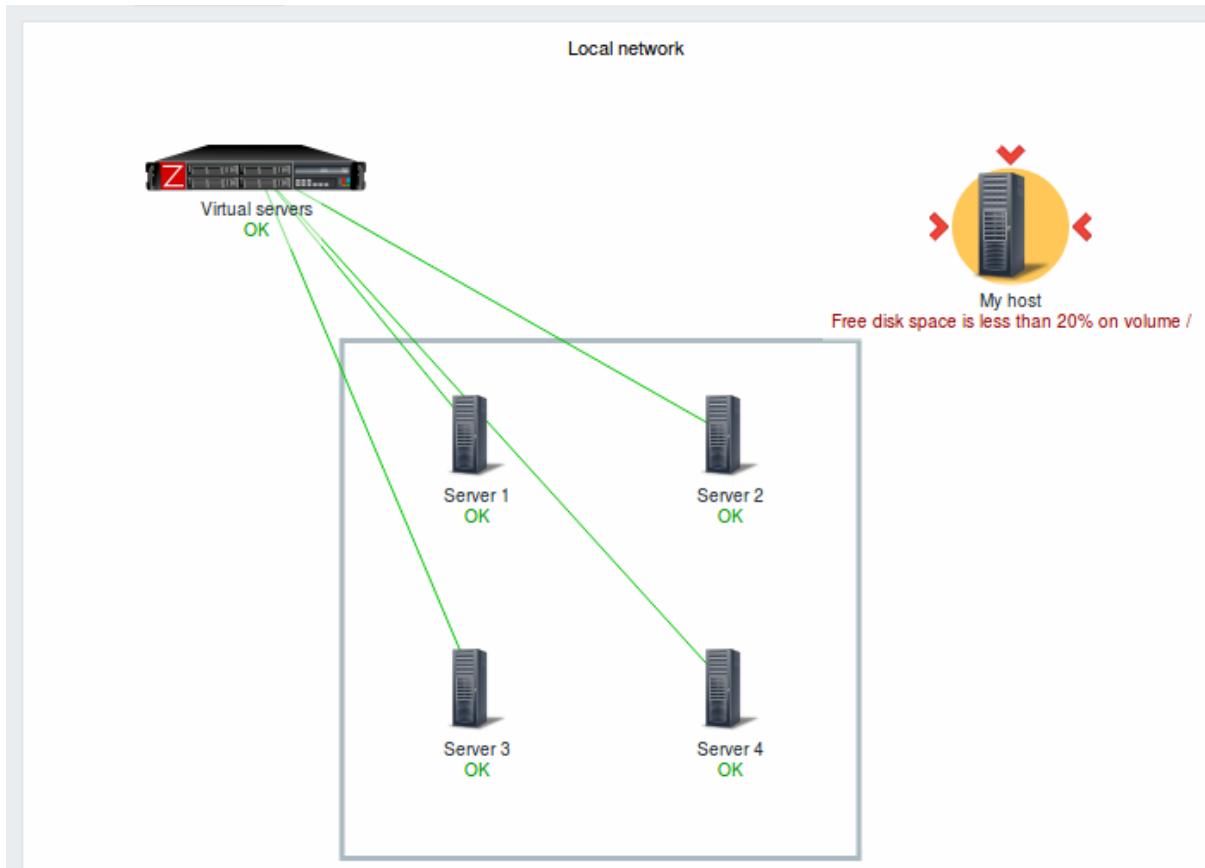 Local network
Z
Virtual servers
OK
My host
Free disk space is less than 20% on volume /
Server 1
OK
Server 2
OK
Server 3
OK
Server 4
OK